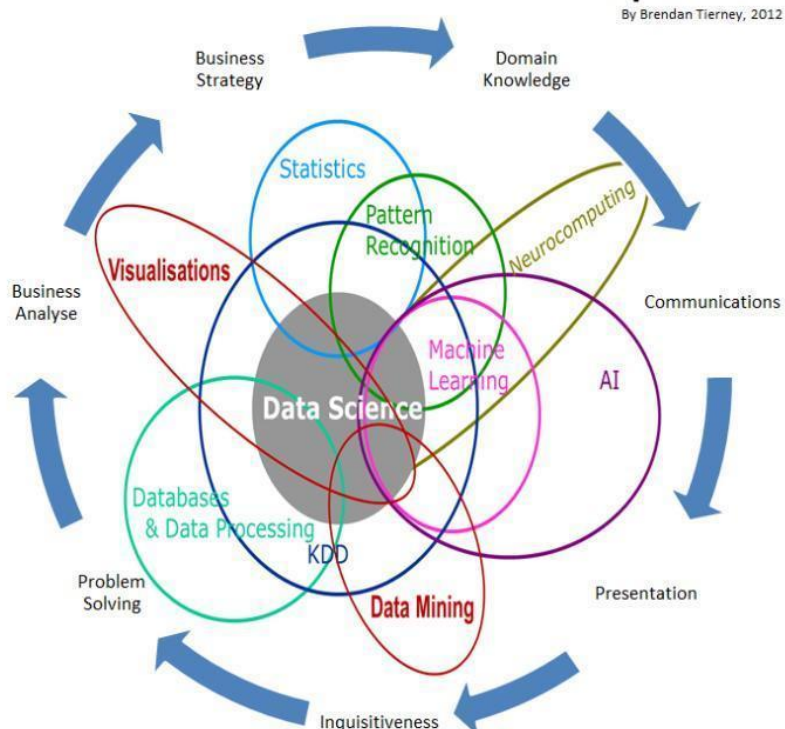 By Brendan Tierney, 2012
Business
Strategy
Domain
Knowledge
Statistics
Pattern
Recognition
Neurocomputing
Visualisations
Business
Analyse
Communications
Machine
Learning
AI
Data Science
Databases
& Data Processing
KDD
Problem
Solving
Data Mining
Presentation
Inquisitiveness